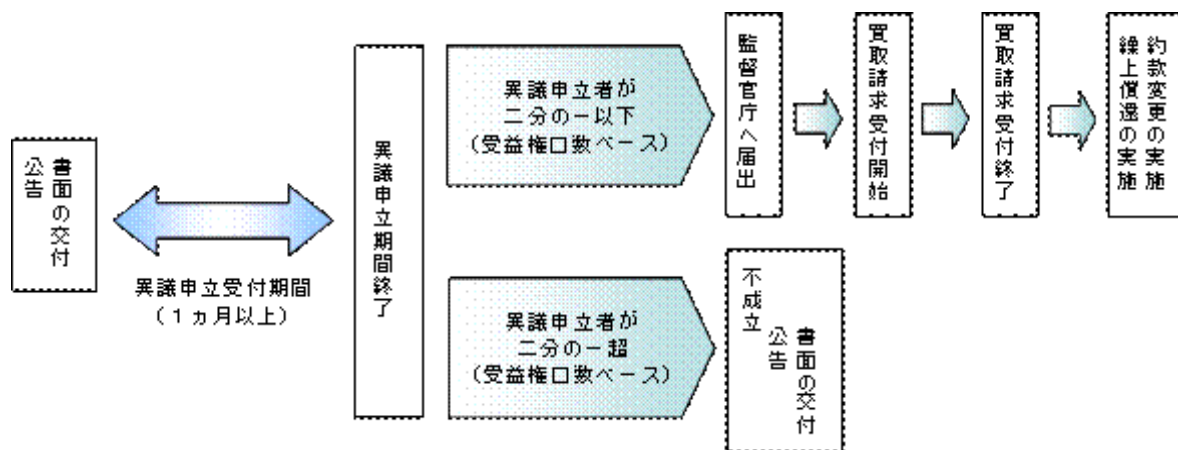 公告
書面の交付
異議申立受付期間
(1ヵ月以上)
異議申立期間終了
異議申立者が
二分の一以下
(受益権口数ベース)
監督官庁へ届出
買取請求受付開始
買取請求受付終了
約款変更の実施
繰上償還の実施
異議申立者が
二分の一超
(受益権口数ベース)
不成立
公告
書面の交付